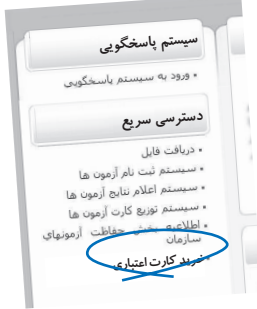 سیستم پاسخگویی
• ورود به سیستم پاسخگویی
دسترسی سریع
• دریافت فایل
• سیستم ثبت نام آزمون ها
• سیستم اعلام نتایج آزمون ها
• سیستم توزیع کارت آزمون ها
• اطلاعیه بخش حفاظت آزمونهای
سازمان
• خرید کارت اعتباری